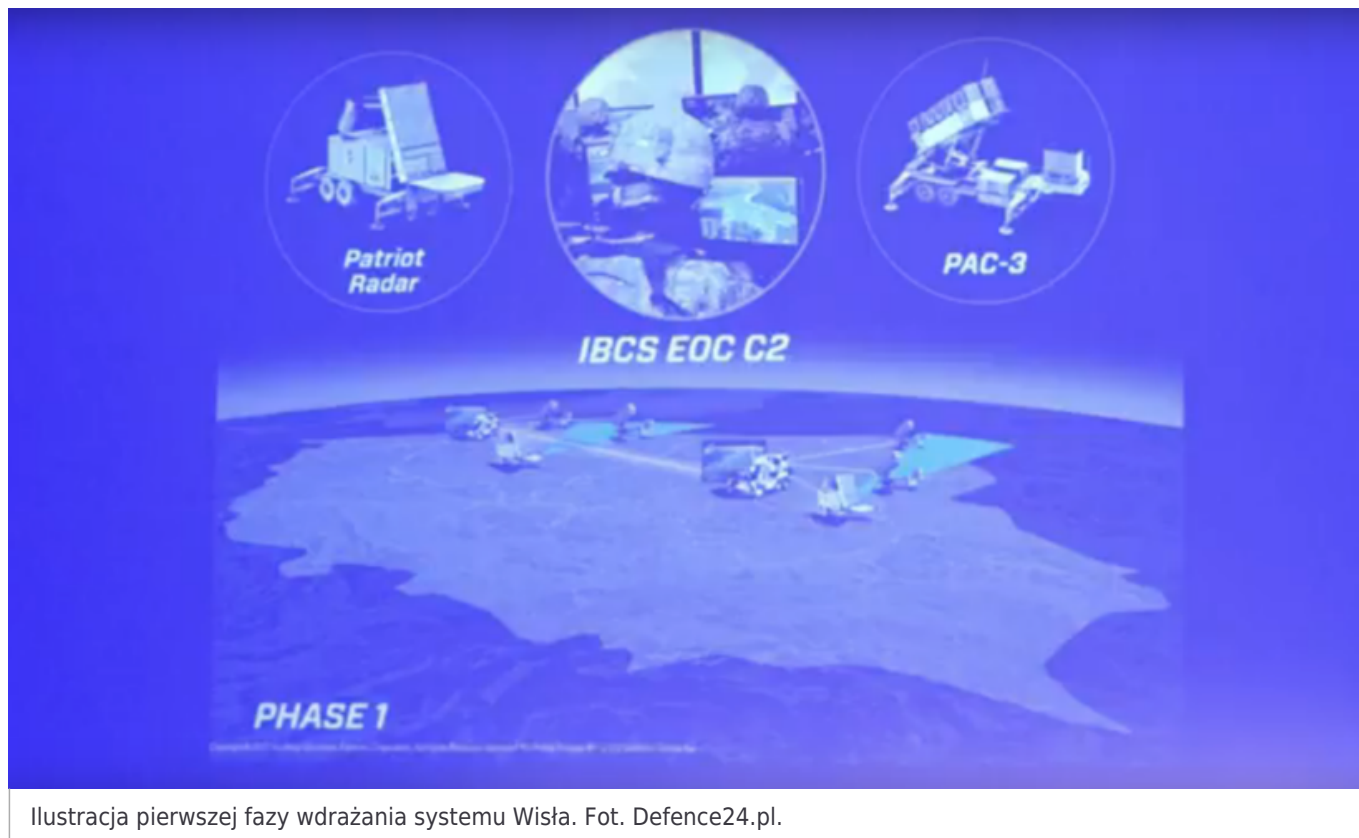 Patriot
Radar
PAC-3
IBCS EOC C2
PHASE 1
Ilustracja pierwszej fazy wdrażania systemu Wisła. Fot. Defence24.pl.